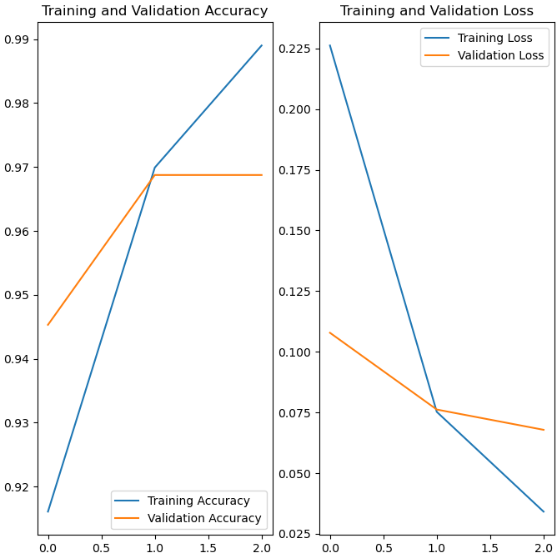 Training and Validation Accuracy
0.99
0.98
0.97
0.96
0.95
0.94
0.93
0.92
Training Accuracy
Validation Accuracy
0.0 0.5 1.0 1.5 2.0
Training and Validation Loss
Training Loss
Validation Loss
0.225
0.200
0.175
0.150
0.125
0.100
0.075
0.050
0.025
0.0 0.5 1.0 1.5 2.0